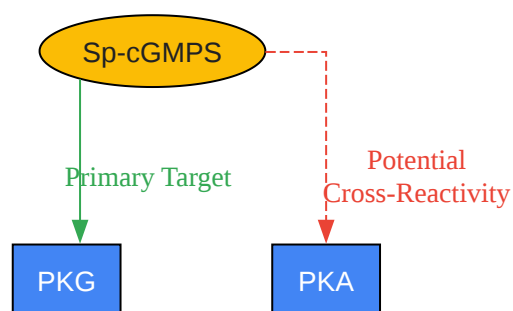 Sp-cGMPS
Primary Target
Potential
Cross-Reactivity
PKG
PKA